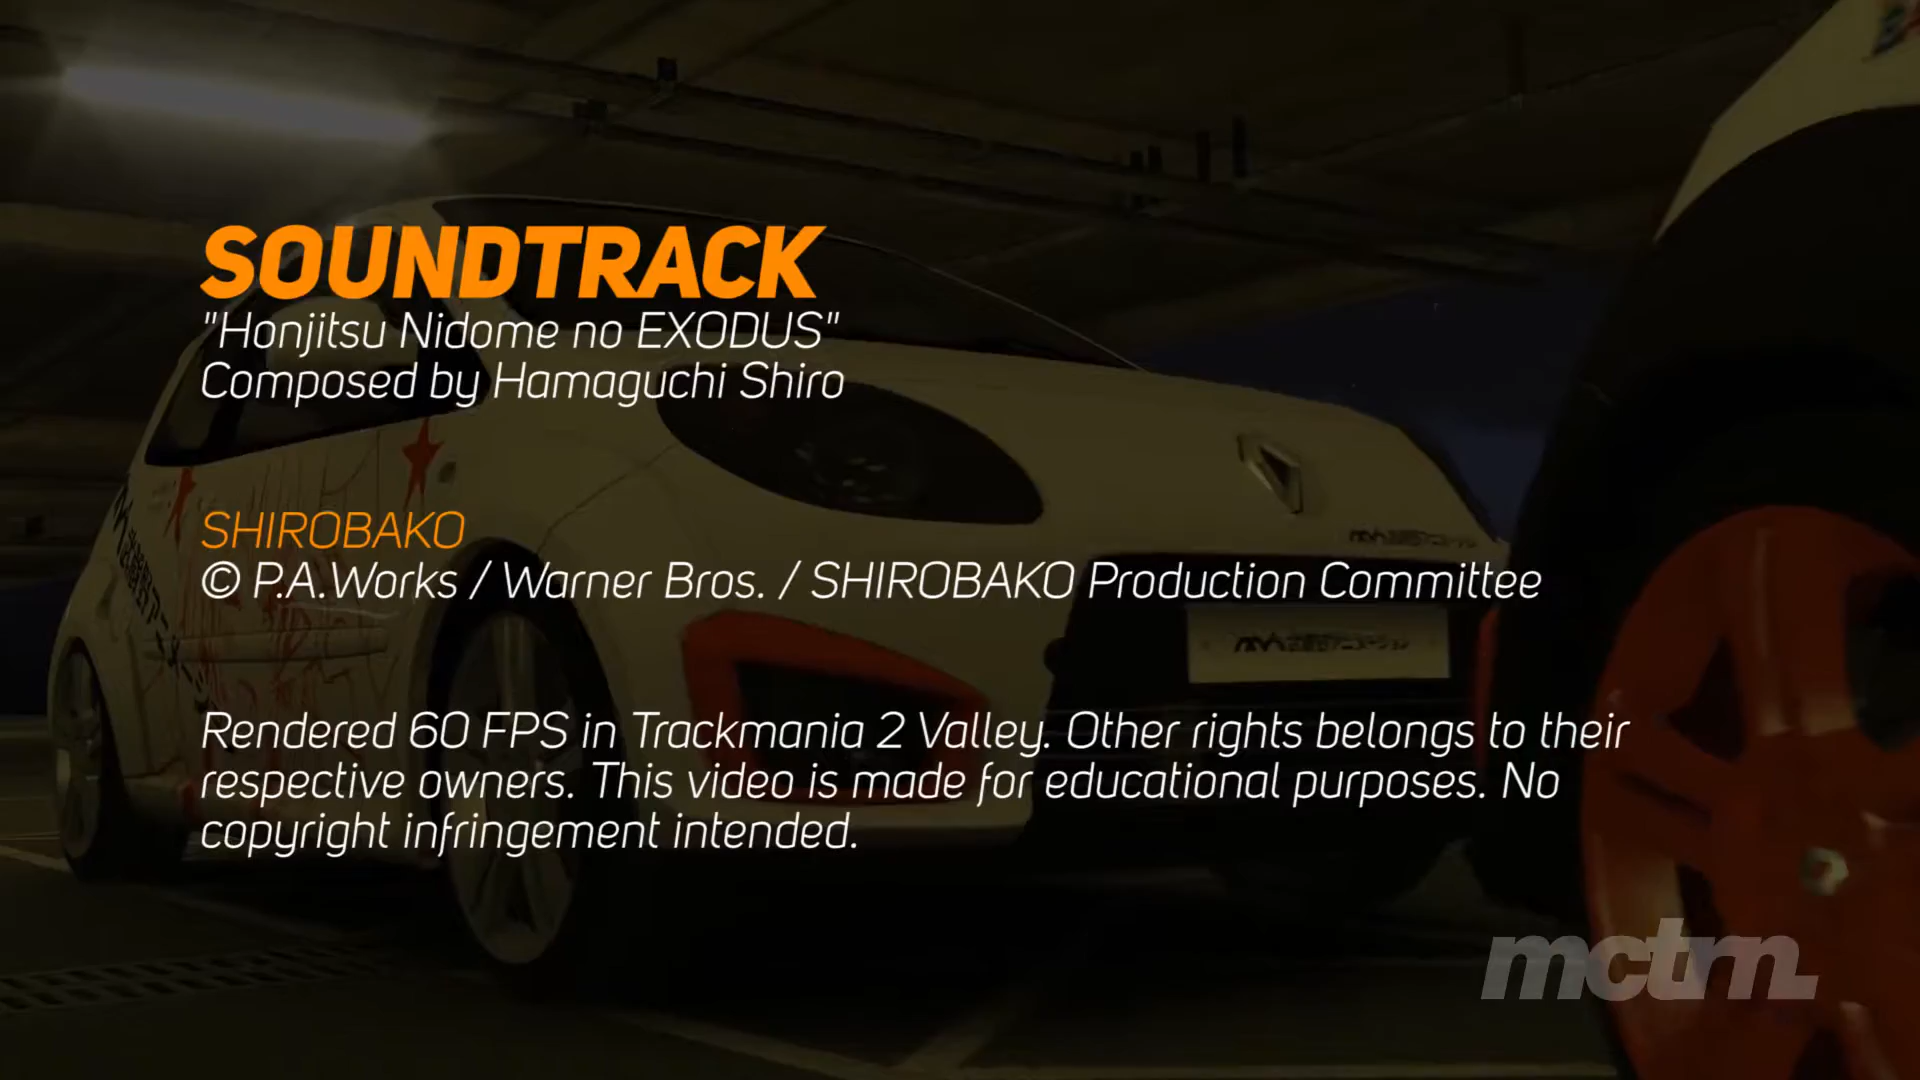 SOUNDTRACK
"Honjitsu Nidome no EXODUS"
Composed by Hamaguchi Shiro
SHIROBAKO
© P.A.Works / Warner Bros. / SHIROBAKO Production Committee
Rendered 60 FPS in Trackmania 2 Valley. Other rights belongs to their
respective owners. This video is made for educational purposes. No
copyright infringement intended.
mctm.